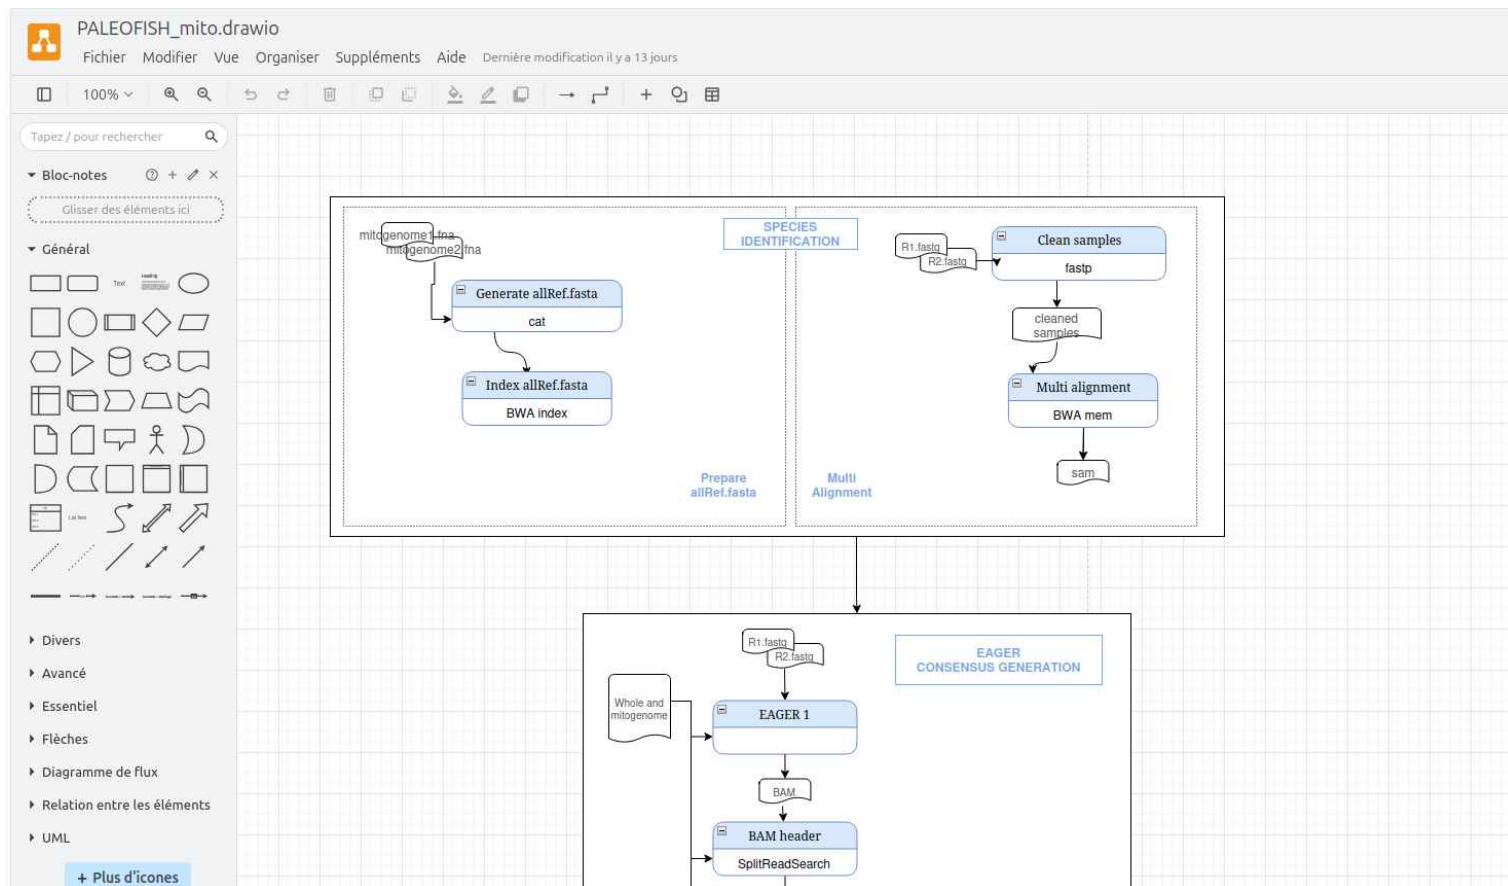 PALEOFISH_mito.drawio
Fichier Modifier Vue Organiser Suppléments Aide Dernière modification il y a 13 jours
100%
Tapez / pour rechercher
Bloc-notes
Glisser des éléments ici
Général
Text
Heading
List Item
Divers
Avancé
Essentiel
Flèches
Diagramme de flux
Relation entre les éléments
UML
+ Plus d'icones
SPECIES
IDENTIFICATION
mitogenome1.fna
mitogenome2.fna
Generate allRef.fasta
cat
Index allRef.fasta
BWA index
Prepare
allRef.fasta
R1.fastq
R2.fastq
Clean samples
fastp
cleaned
samples
Multi alignment
BWA mem
sam
Multi
Alignment
EAGER
CONSENSUS GENERATION
R1.fastq
R2.fastq
Whole and
mitogenome
EAGER 1
BAM
BAM header
SplitReadSearch